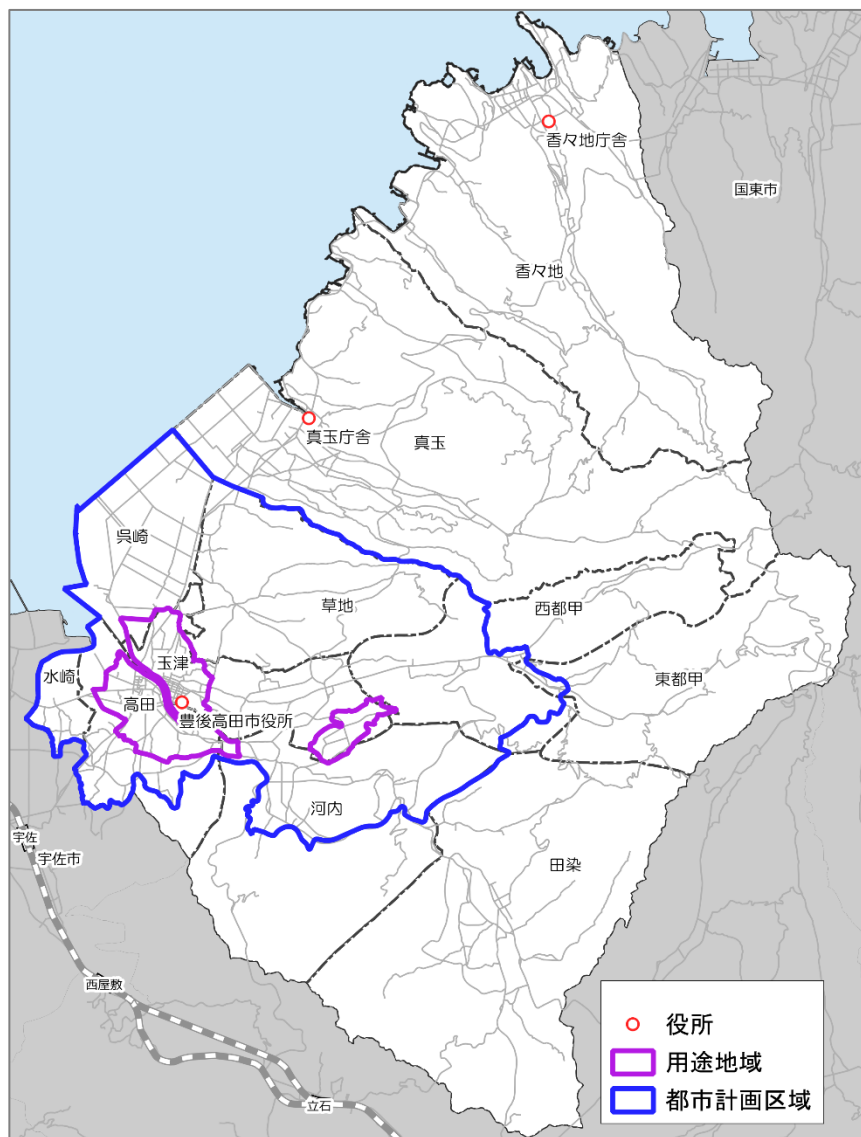 香々地庁舎
国東市
香々地
真玉庁舎
真玉
呉崎
草地
西都甲
玉津
水崎
高田
東都甲
豊後高田市役所
河内
宇佐
宇佐市
田染
西屋敷
立石
役所
用途地域
都市計画区域